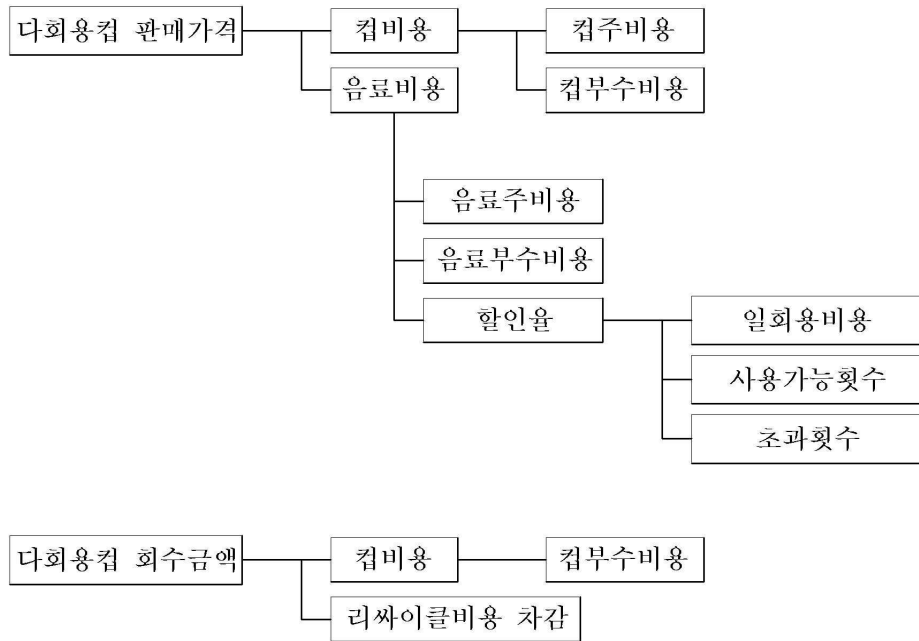 다회용컵 판매가격
컵비용
컵주비용
음료비용
컵부수비용
음료주비용
음료부수비용
할인율
일회용비용
사용가능횟수
초과횟수
다회용컵 회수금액
컵비용
컵부수비용
리싸이클비용 차감